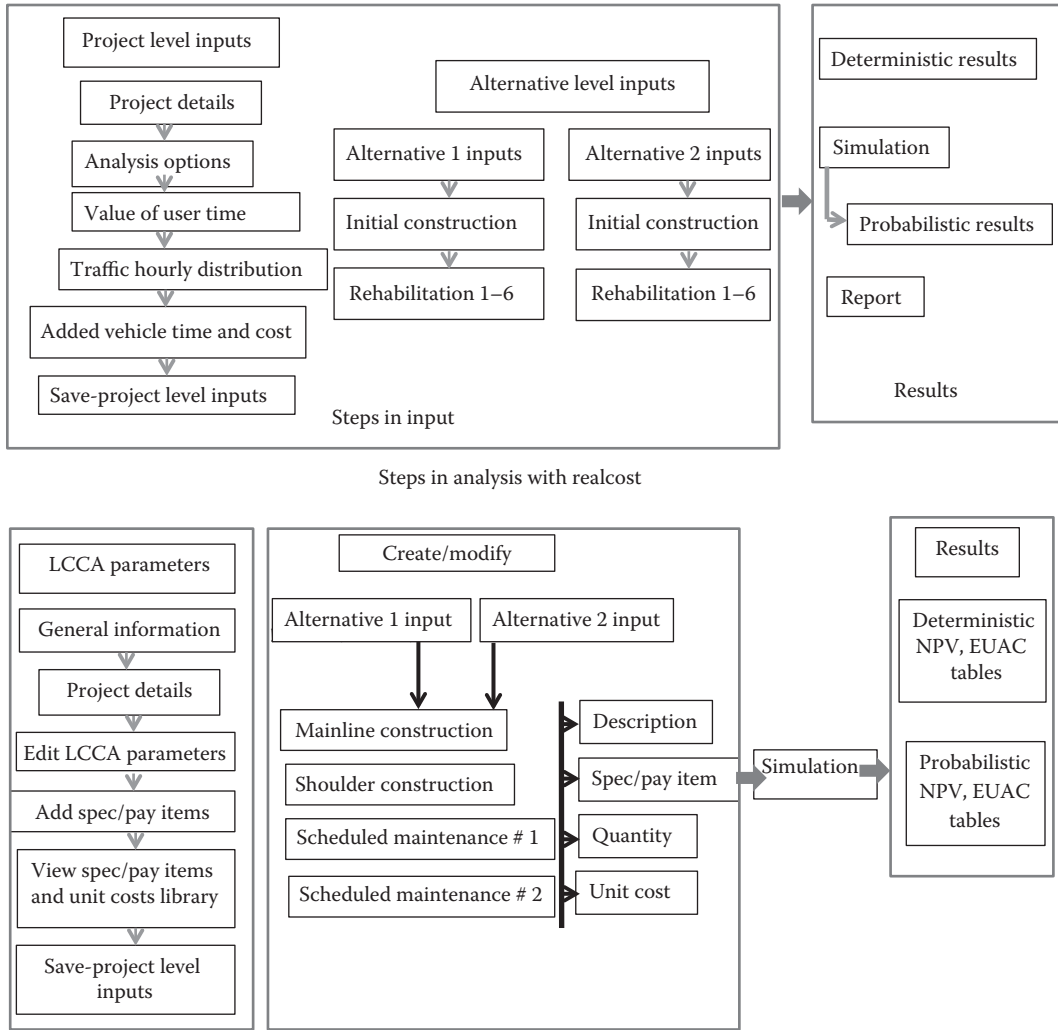 Project level inputs
Project details
Analysis options
Value of user time
Traffic hourly distribution
Added vehicle time and cost
Save-project level inputs
Alternative level inputs
Alternative 1 inputs
Initial construction
Rehabilitation 1–6
Alternative 2 inputs
Initial construction
Rehabilitation 1–6
Steps in input
Deterministic results
Simulation
Probabilistic results
Report
Results
Steps in analysis with realcost
LCCA parameters
General information
Project details
Edit LCCA parameters
Add spec/pay items
View spec/pay items
and unit costs library
Save-project level
inputs
Create/modify
Alternative 1 input
Alternative 2 input
Mainline construction
Shoulder construction
Scheduled maintenance # 1
Scheduled maintenance # 2
Description
Spec/pay item
Quantity
Unit cost
Simulation
Results
Deterministic
NPV, EUAC
tables
Probabilistic
NPV, EUAC
tables